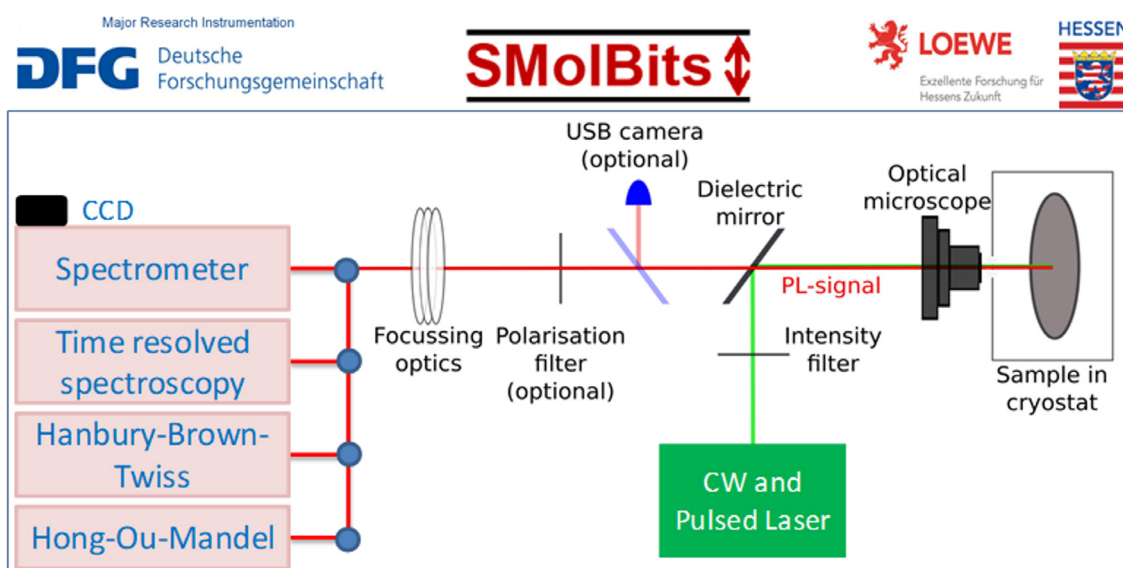 Major Research Instrumentation
DFG Deutsche
Forschungsgemeinschaft
SMolBits
LOEWE
Exzellente Forschung für
Hessens Zukunft
HESSEN
USB camera
(optional)
Dielectric
mirror
Optical
microscope
CCD
Spectrometer
PL-signal
Time resolved
spectroscopy
Focussing
optics
Polarisation
filter
(optional)
Intensity
filter
Sample in
cryostat
Hanbury-Brown-
Twiss
CW and
Pulsed Laser
Hong-Ou-Mandel